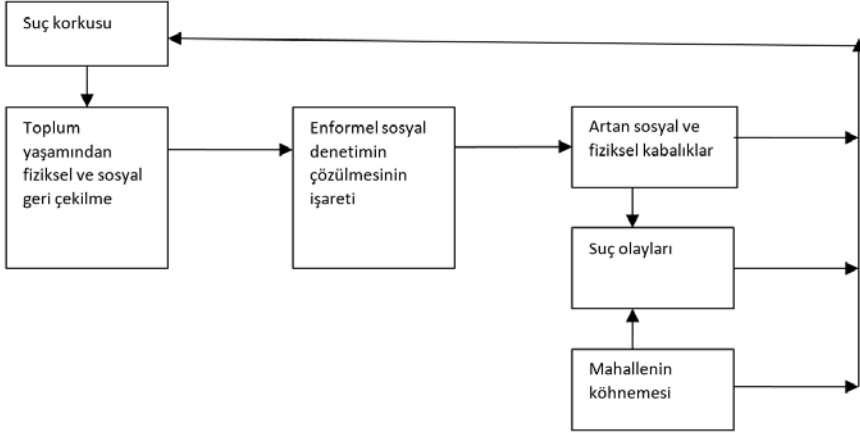 Suç korkusu
Toplum
yaşamından
fiziksel ve sosyal
geri çekilme
Enformel sosyal
denetimin
çözülmesinin
işareti
Artan sosyal ve
fiziksel kabalıklar
Suç olayları
Mahallenin
köhnemesi